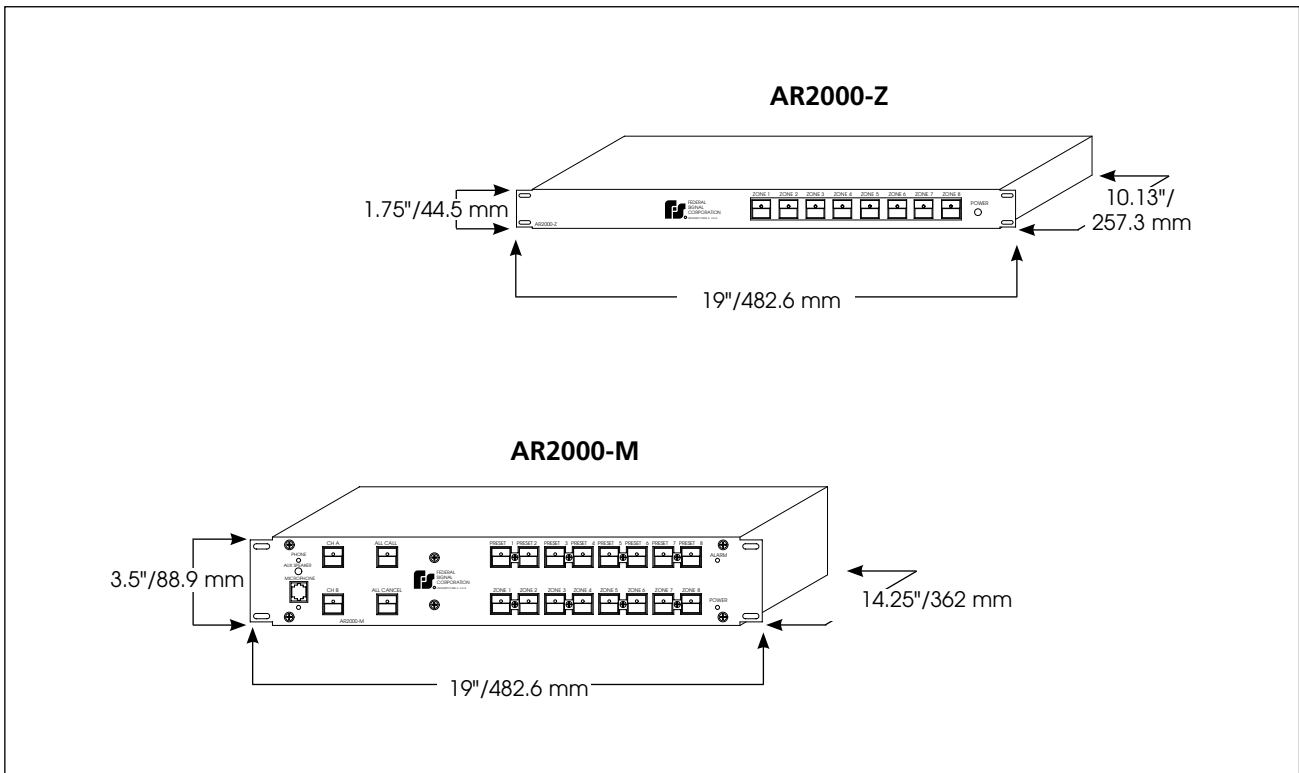 AR2000-Z
ZONE 1 ZONE 2 ZONE 3 ZONE 4 ZONE 5 ZONE 6 ZONE 7 ZONE 8
FEDERAL
SIGNAL
CORPORATION
POWER
AR2000-Z
1.75"/44.5 mm
10.13"/
257.3 mm
19"/482.6 mm
AR2000-M
CH A
ALL CALL
PRESET 1 PRESET 2 PRESET 3 PRESET 4 PRESET 5 PRESET 6 PRESET 7 PRESET 8
PHONE
AUX SPEAKER
MICROPHONE
ALARM
FEDERAL
SIGNAL
CORPORATION
CH B
ALL CANCEL
ZONE 1 ZONE 2 ZONE 3 ZONE 4 ZONE 5 ZONE 6 ZONE 7 ZONE 8
POWER
AR2000-M
3.5"/88.9 mm
14.25"/362 mm
19"/482.6 mm